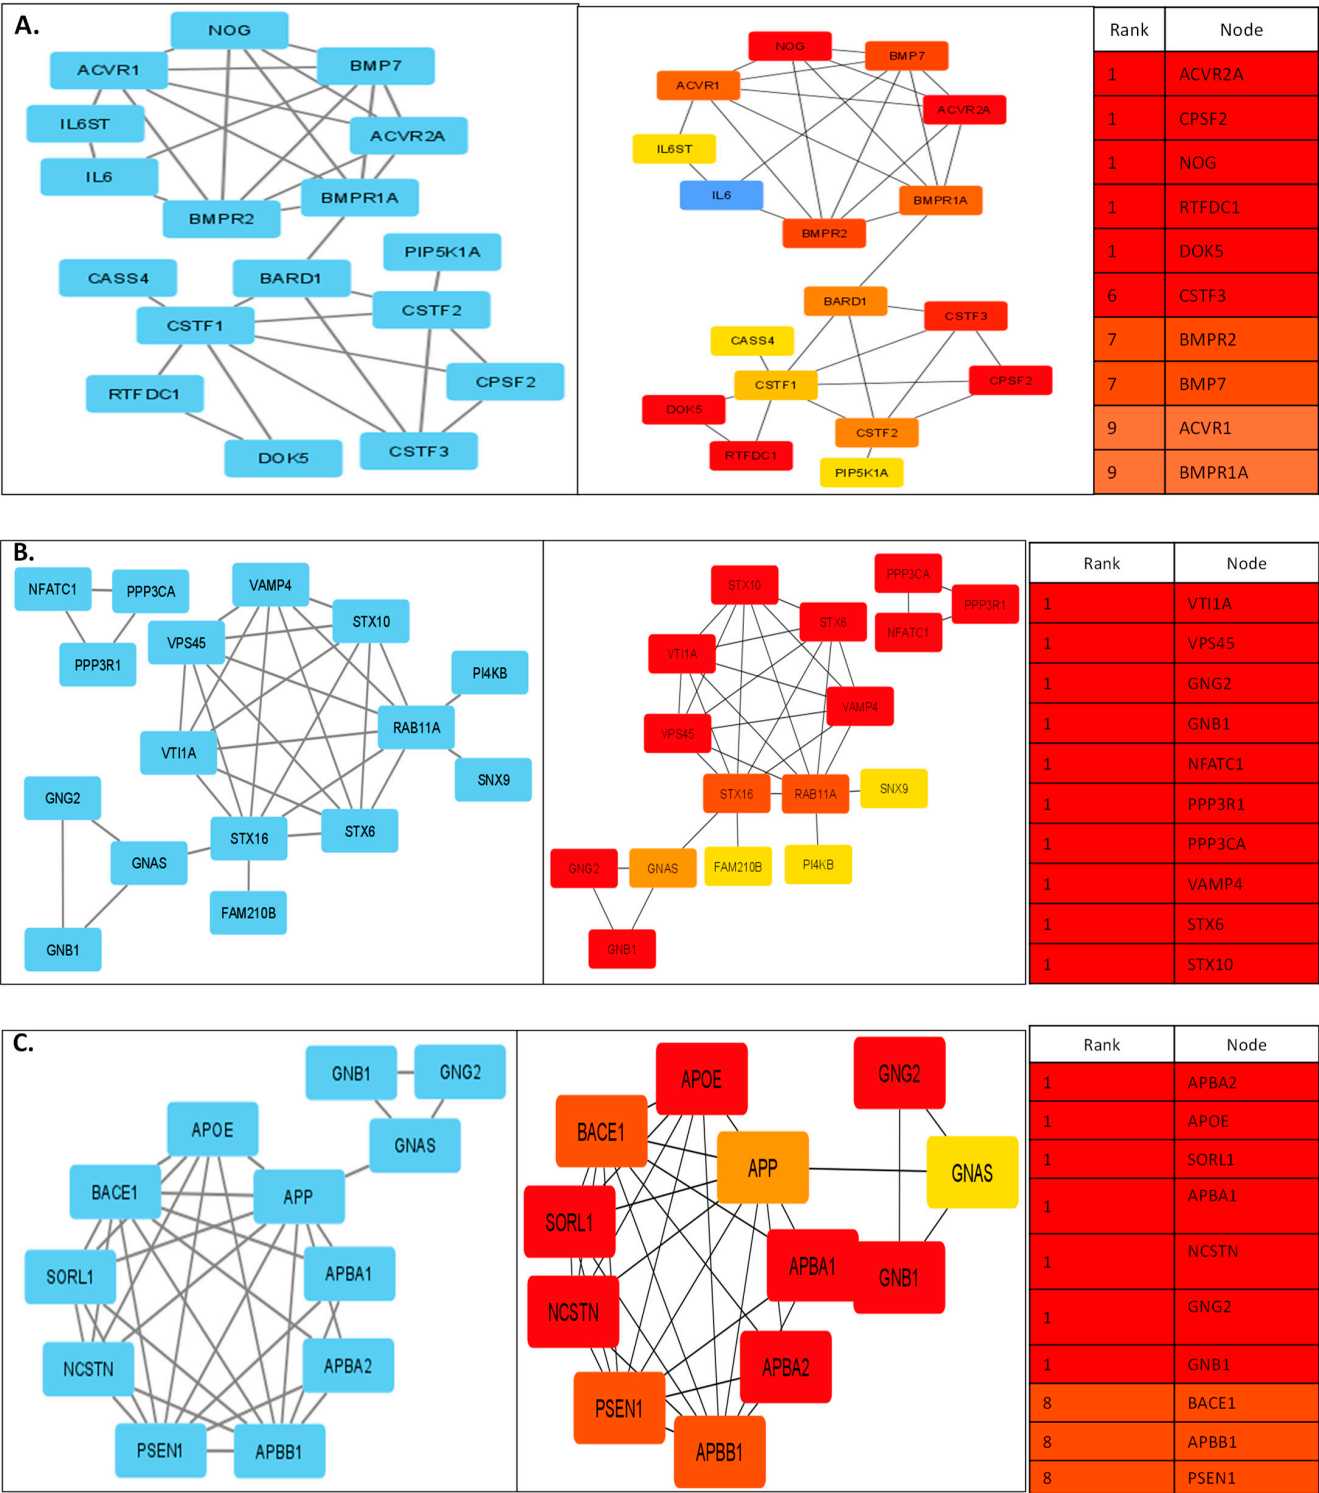 A.
NOG
ACVR1
BMP7
IL6ST
ACVR2A
IL6
BMPR1A
BMPR2
PIP5K1A
CASS4
BARD1
CSTF2
CSTF1
CPSF2
RTFDC1
CSTF3
DOK5
NOG
BMP7
ACVR1
ACVR2A
IL6ST
IL6
BMPR1A
BMPR2
BARD1
CSTF3
CASS4
CPSF2
CSTF1
DOK5
CSTF2
RTFDC1
PIP5K1A
Rank Node
1 ACVR2A
1 CPSF2
1 NOG
1 RTFDC1
1 DOK5
6 CSTF3
7 BMPR2
7 BMP7
9 ACVR1
9 BMPR1A
B.
NFATC1
PPP3CA
VAMP4
STX10
VPS45
PPP3R1
PI4KB
RAB11A
VTI1A
SNX9
GNG2
STX16
STX6
GNAS
FAM210B
GNB1
STX10
PPP3CA
PPP3R1
STX6
NFATC1
VTI1A
VAMP4
VPS45
STX16
RAB11A
SNX9
GNG2
GNAS
FAM210B
PI4KB
GNB1
Rank Node
1 VTI1A
1 VPS45
1 GNG2
1 GNB1
1 NFATC1
1 PPP3R1
1 PPP3CA
1 VAMP4
1 STX6
1 STX10
C.
GNB1
GNG2
APOE
GNAS
BACE1
APP
SORL1
APBA1
NCSTN
APBA2
PSEN1
APBB1
APOE
GNG2
BACE1
APP
GNAS
SORL1
APBA1
GNB1
NCSTN
APBA2
PSEN1
APBB1
Rank Node
1 APBA2
1 APOE
1 SORL1
1 APBA1
1 NCSTN
1 GNG2
1 GNB1
8 BACE1
8 APBB1
8 PSEN1